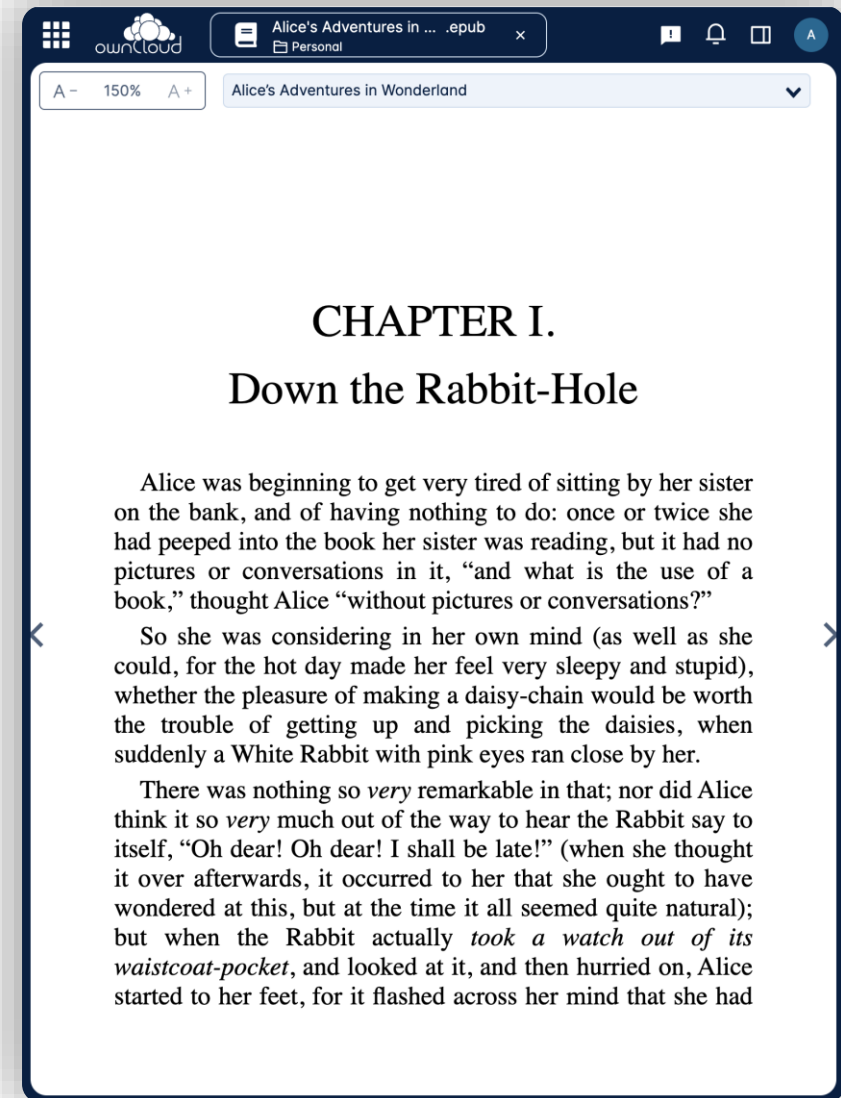 ownCloud
Alice's Adventures in ... .epub
Personal
A
A - 150% A +
Alice's Adventures in Wonderland
CHAPTER I.
Down the Rabbit-Hole
Alice was beginning to get very tired of sitting by her sister
on the bank, and of having nothing to do: once or twice she
had peeped into the book her sister was reading, but it had no
pictures or conversations in it, “and what is the use of a
book,” thought Alice “without pictures or conversations?”
So she was considering in her own mind (as well as she
could, for the hot day made her feel very sleepy and stupid),
whether the pleasure of making a daisy-chain would be worth
the trouble of getting up and picking the daisies, when
suddenly a White Rabbit with pink eyes ran close by her.
There was nothing so very remarkable in that; nor did Alice
think it so very much out of the way to hear the Rabbit say to
itself, “Oh dear! Oh dear! I shall be late!” (when she thought
it over afterwards, it occurred to her that she ought to have
wondered at this, but at the time it all seemed quite natural);
but when the Rabbit actually took a watch out of its
waistcoat-pocket, and looked at it, and then hurried on, Alice
started to her feet, for it flashed across her mind that she had